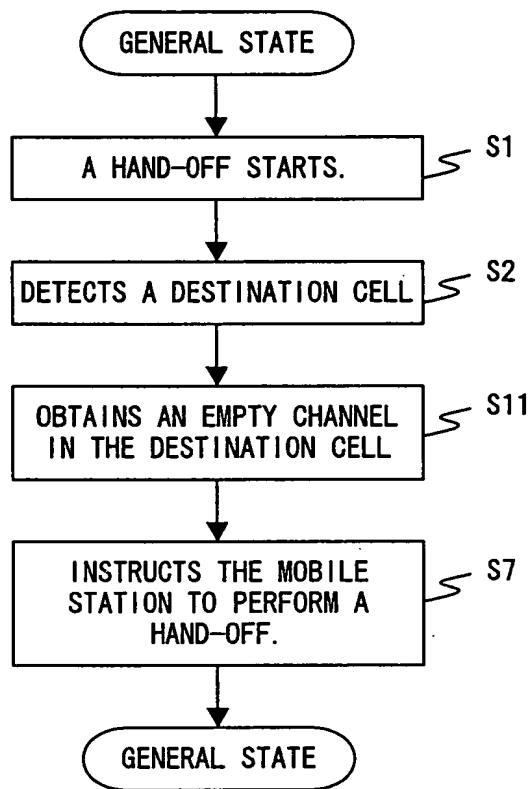 GENERAL STATE
A HAND-OFF STARTS.
S1
DETECTS A DESTINATION CELL
S2
OBTAINS AN EMPTY CHANNEL
IN THE DESTINATION CELL
S11
INSTRUCTS THE MOBILE
STATION TO PERFORM A
HAND-OFF.
S7
GENERAL STATE